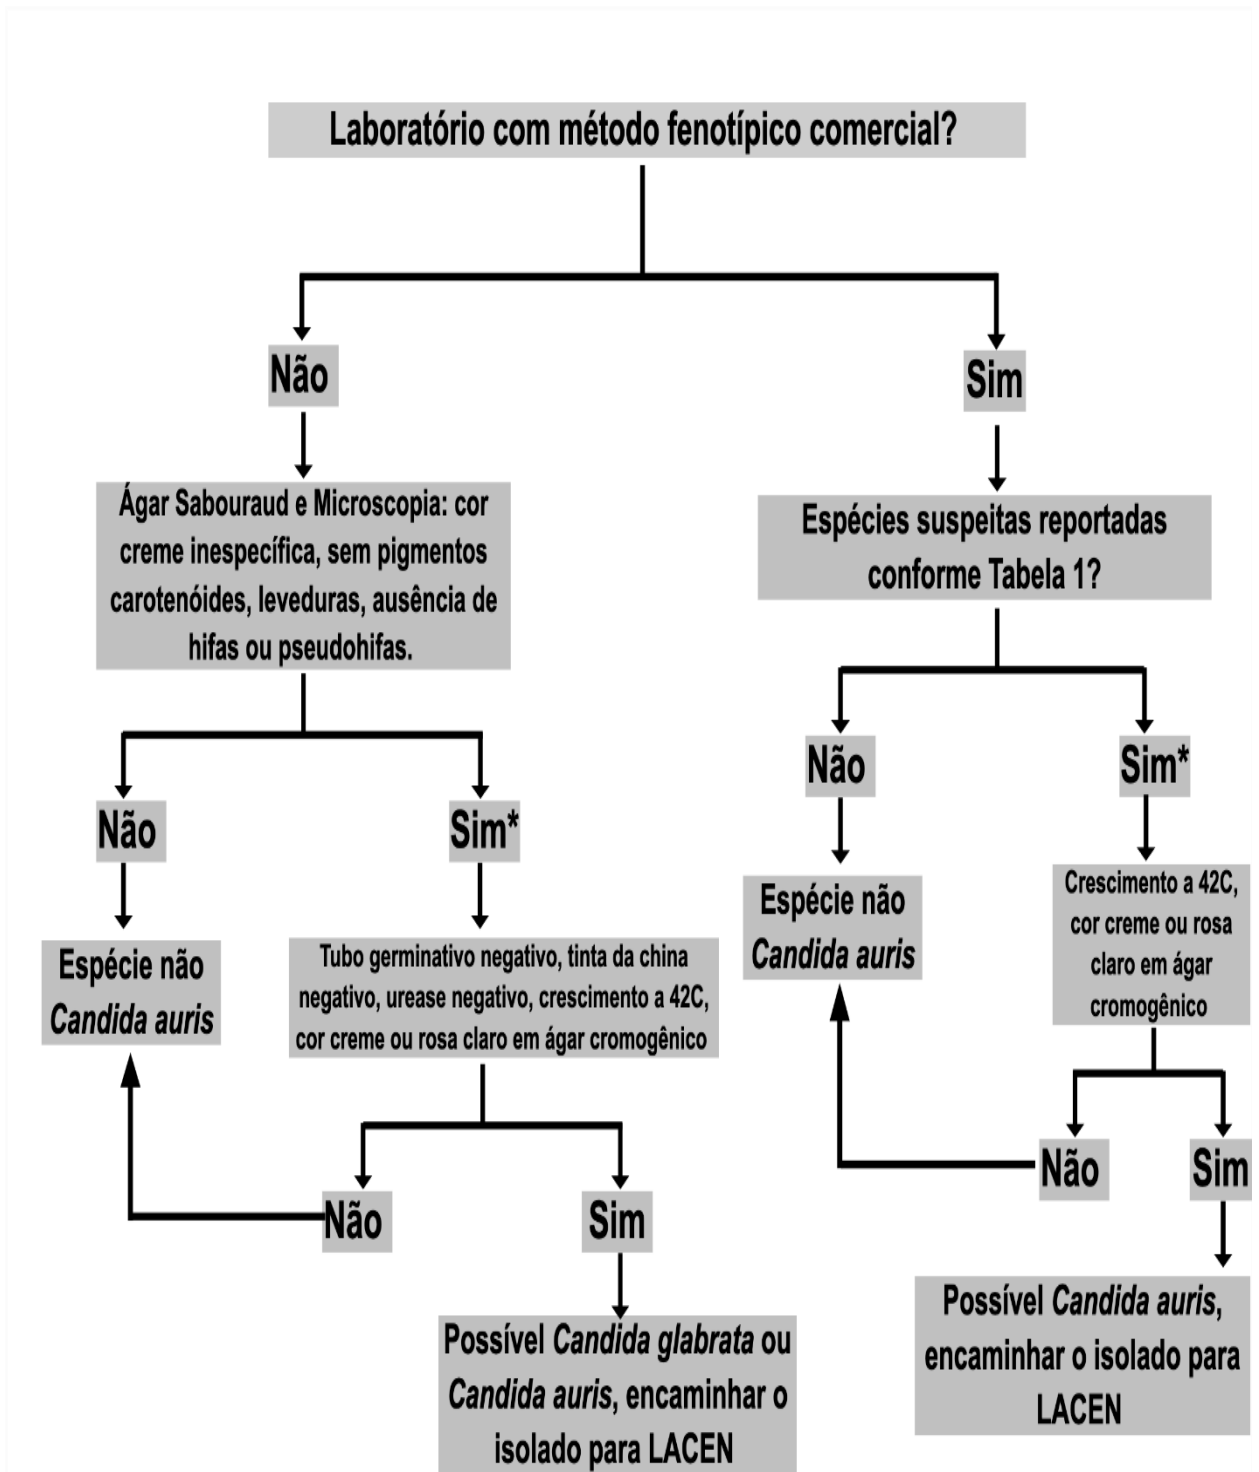 Laboratório com método fenotípico comercial?
Não
Sim
Ágar Sabouraud e Microscopia: cor
creme inespecífica, sem pigmentos
carotenóides, leveduras, ausência de
hifas ou pseudohifas.
Espécies suspeitas reportadas
conforme Tabela 1?
Não
Sim*
Não
Sim*
Espécie não
Candida auris
Tubo germinativo negativo, tinta da china
negativo, urease negativo, crescimento a 42C,
cor creme ou rosa claro em ágar cromogênico
Espécie não
Candida auris
Crescimento a 42C,
cor creme ou rosa
claro em ágar
cromogênico
Não
Sim
Não
Sim
Possível Candida glabrata ou
Candida auris, encaminhar o
isolado para LACEN
Possível Candida auris,
encaminhar o isolado para
LACEN